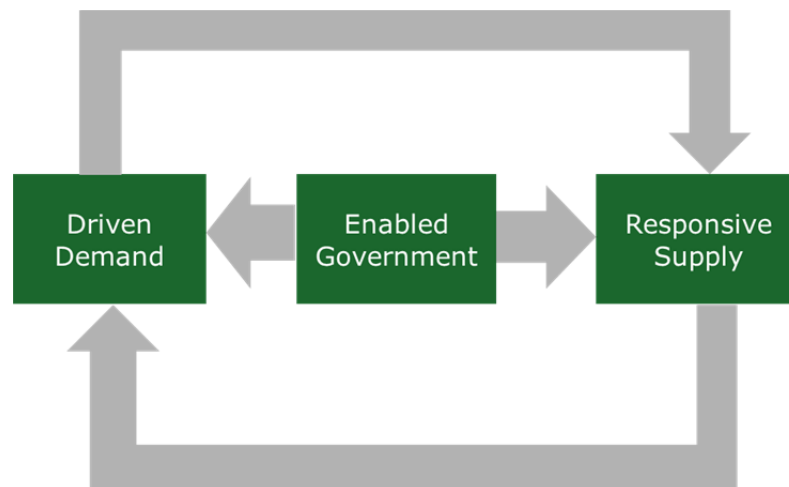 Driven
Demand
Enabled
Government
Responsive
Supply